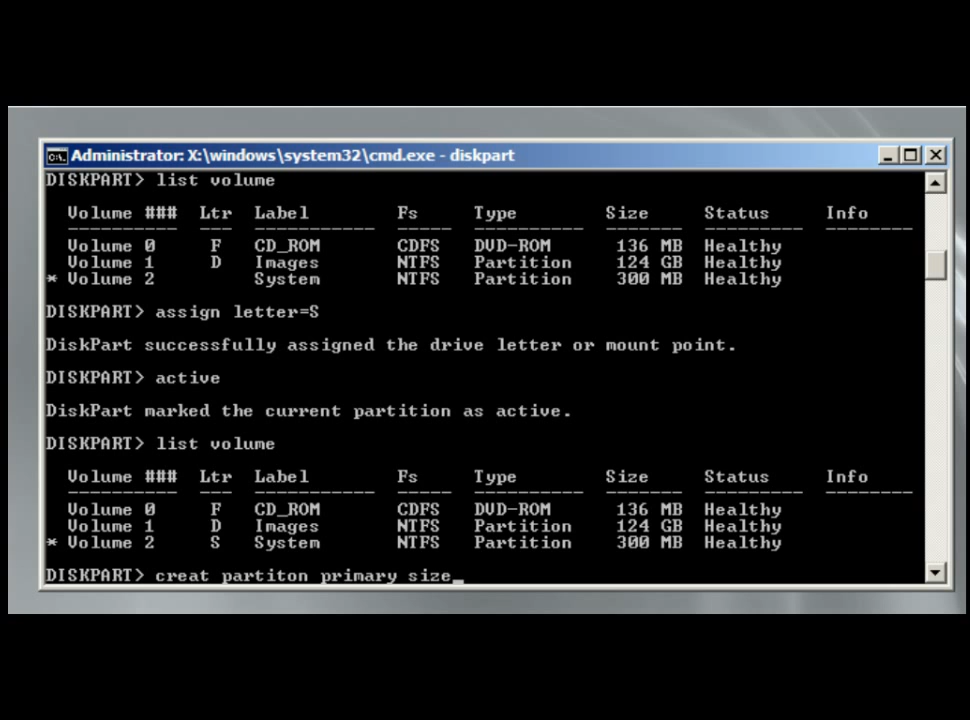 Administrator: X:\windows\system32\cmd.exe - diskpart
DISKPART> list volume
Volume ### Ltr Label Fs Type Size Status Info
---------- --- ----------- ----- ---------- ------- --------- --------
Volume 0 F CD_ROM CDFS DVD-ROM 136 MB Healthy
Volume 1 D Images NTFS Partition 124 GB Healthy
* Volume 2 System NTFS Partition 300 MB Healthy
DISKPART> assign letter=S
DiskPart successfully assigned the drive letter or mount point.
DISKPART> active
DiskPart marked the current partition as active.
DISKPART> list volume
Volume ### Ltr Label Fs Type Size Status Info
---------- --- ----------- ----- ---------- ------- --------- --------
Volume 0 F CD_ROM CDFS DVD-ROM 136 MB Healthy
Volume 1 D Images NTFS Partition 124 GB Healthy
* Volume 2 S System NTFS Partition 300 MB Healthy
DISKPART> creat partiton primary size_